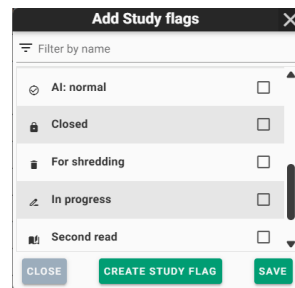 Add Study flags
Filter by name
AI: normal
Closed
For shredding
In progress
Second read
CLOSE
CREATE STUDY FLAG
SAVE